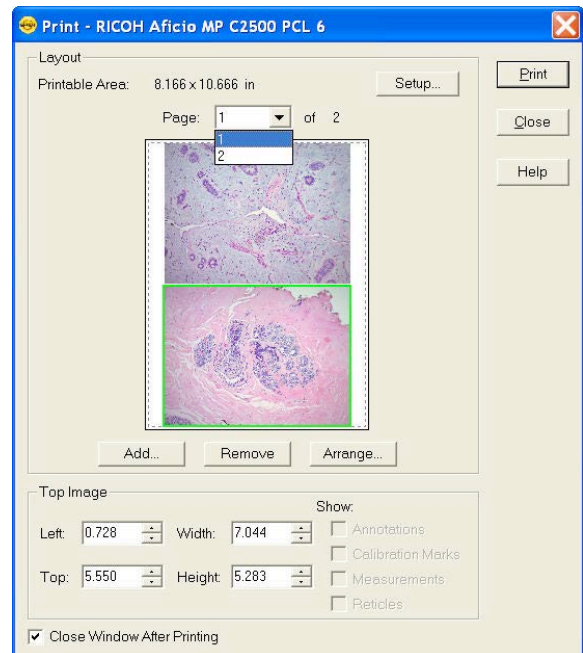 Print - RICOH Aficio MP C2500 PCL 6
Layout
Printable Area: 8.166 x 10.666 in
Setup...
Print
Page: 1 of 2
Close
1
2
Help
Add...
Remove
Arrange...
Top Image
Show:
Left: 0.728 Width: 7.044
Annotations
Calibration Marks
Top: 5.550 Height: 5.283
Measurements
Reticles
Close Window After Printing